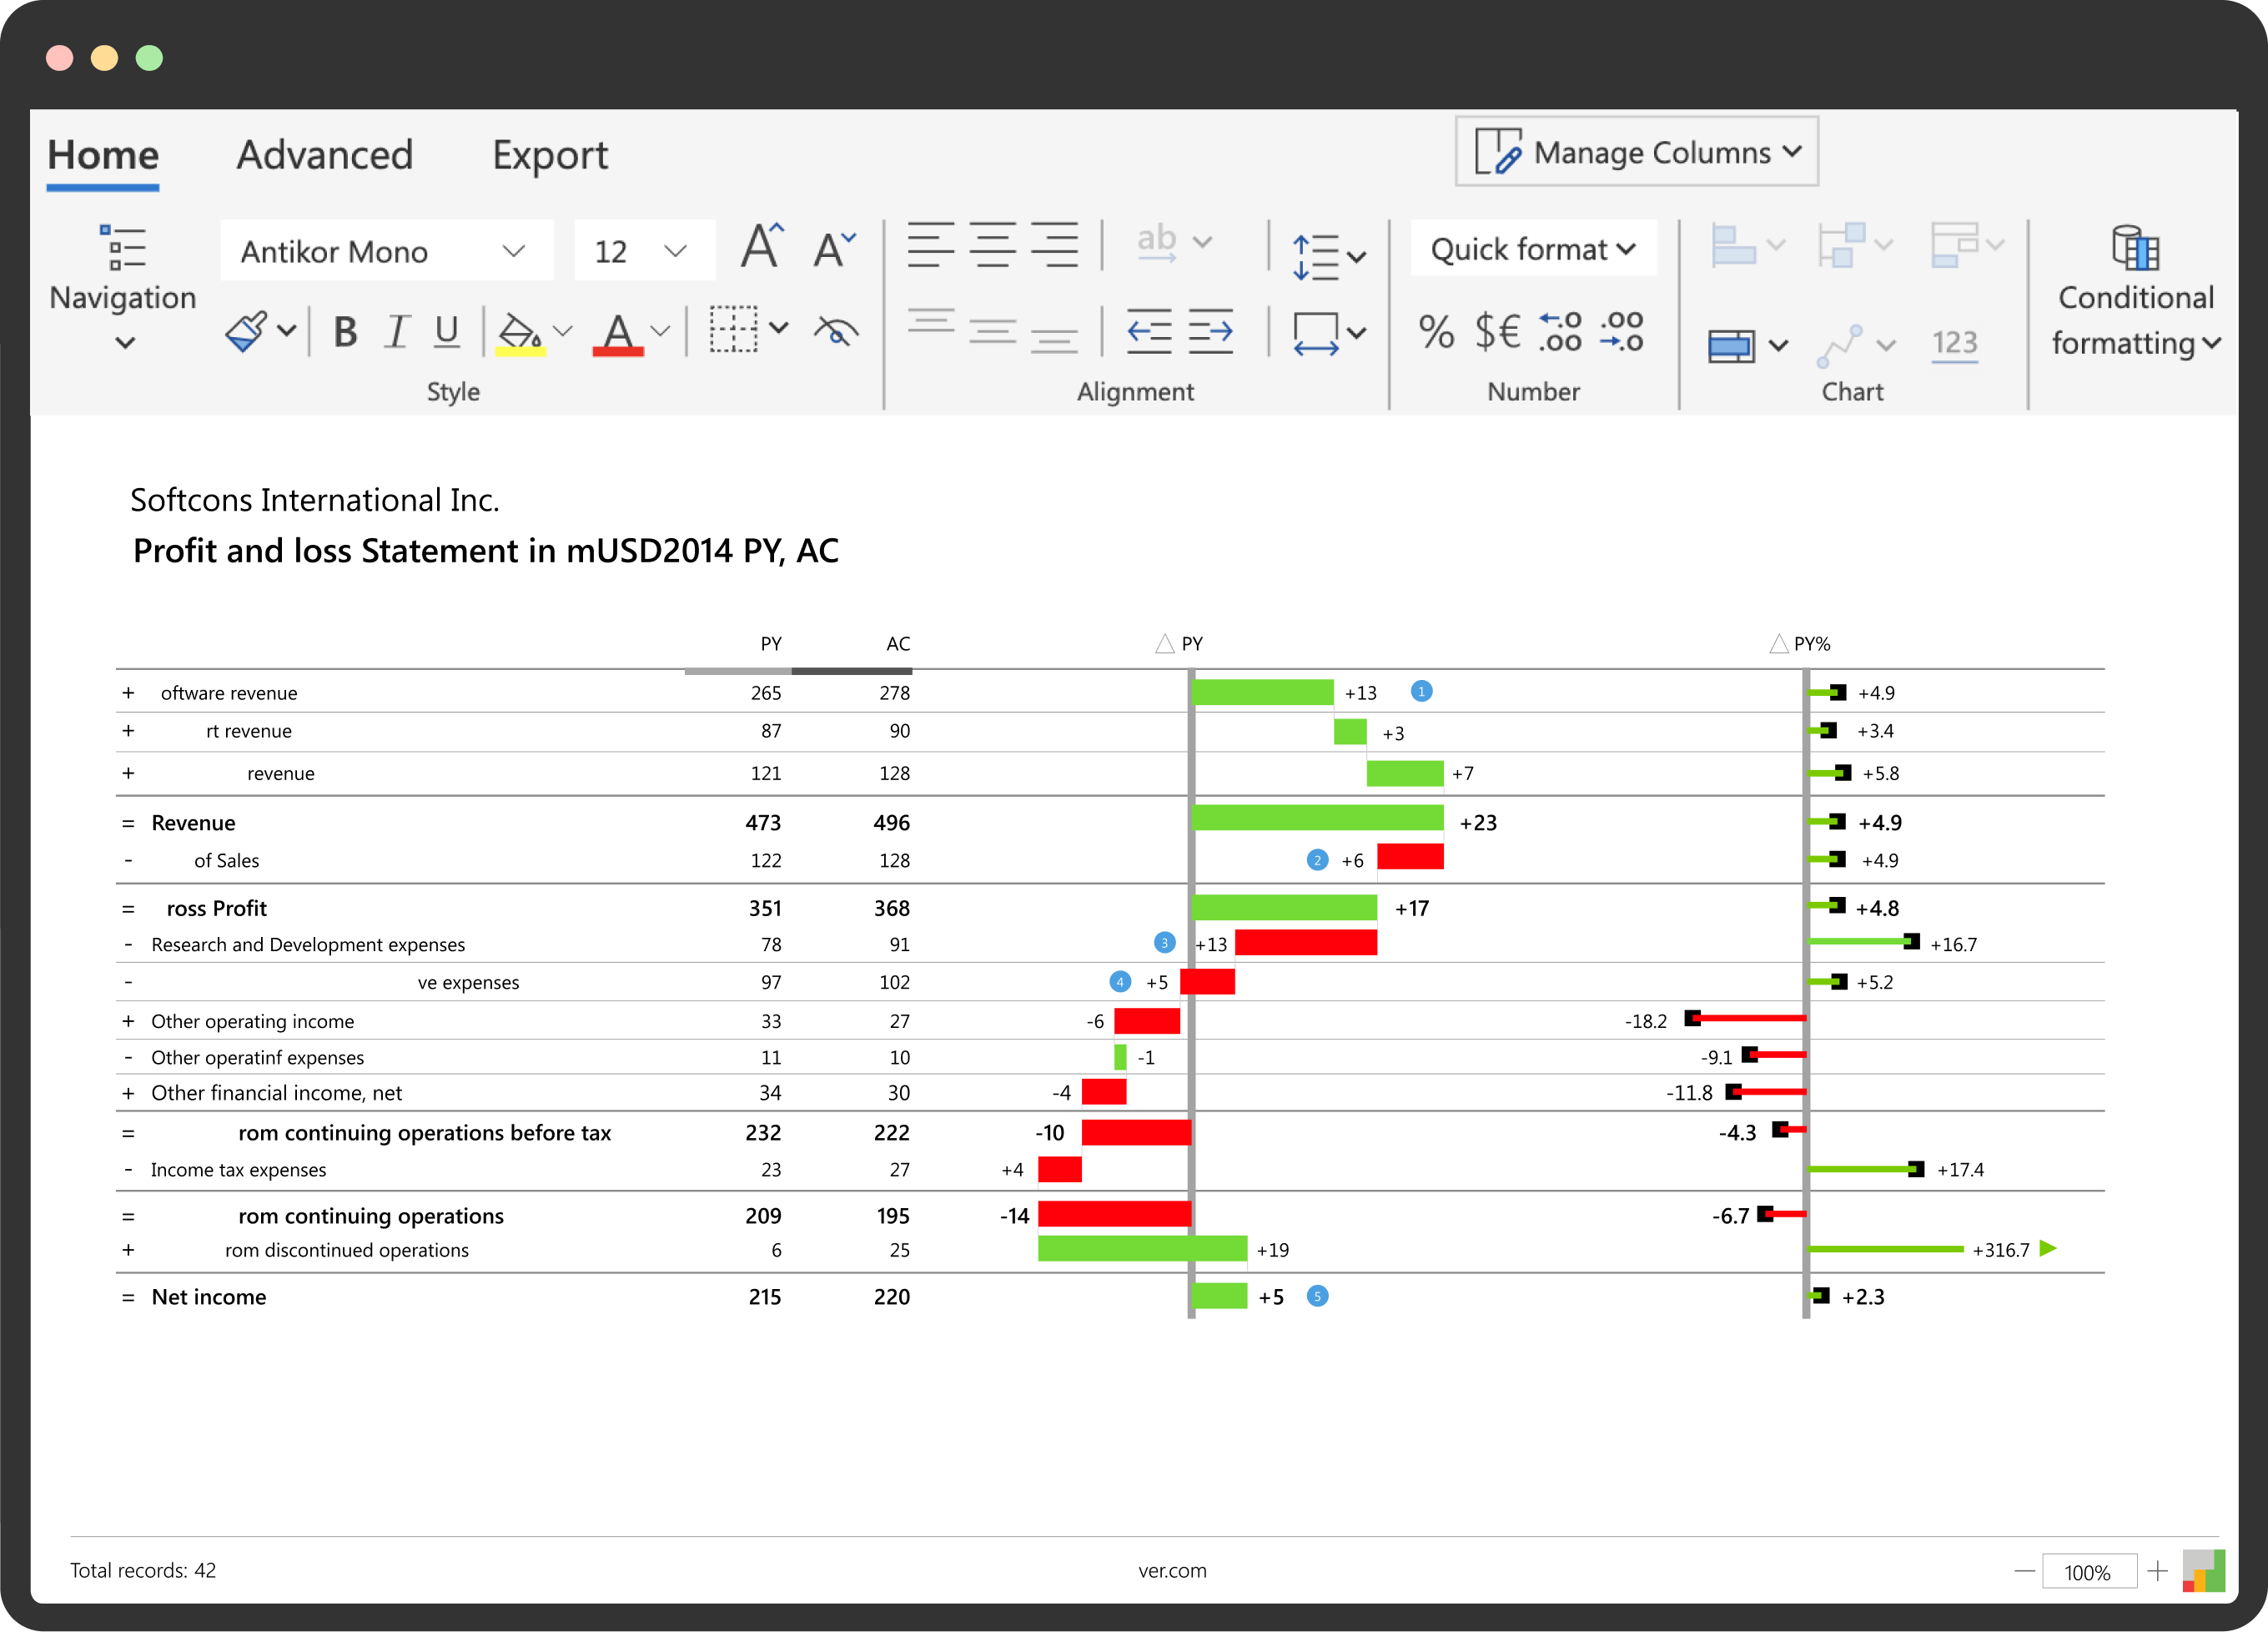 Home Advanced Export Manage Columns
Navigation Antikor Mono 12 A A ab Quick format Conditional formatting
B I U A % $€ .0 .00 .00 .0 123
Style Alignment Number Chart
Softcons International Inc.
Profit and loss Statement in mUSD2014 PY, AC
PY AC △ PY △ PY%
+ oftware revenue 265 278 +13 1 +4.9
+ rt revenue 87 90 +3 +3.4
+ revenue 121 128 +7 +5.8
= Revenue 473 496 +23 +4.9
- of Sales 122 128 2 +6 +4.9
= ross Profit 351 368 +17 +4.8
- Research and Development expenses 78 91 3 +13 +16.7
- ve expenses 97 102 4 +5 +5.2
+ Other operating income 33 27 -6 -18.2
- Other operatinf expenses 11 10 -1 -9.1
+ Other financial income, net 34 30 -4 -11.8
= rom continuing operations before tax 232 222 -10 -4.3
- Income tax expenses 23 27 +4 +17.4
= rom continuing operations 209 195 -14 -6.7
+ rom discontinued operations 6 25 +19 +316.7
= Net income 215 220 +5 5 +2.3
Total records: 42 ver.com 100%